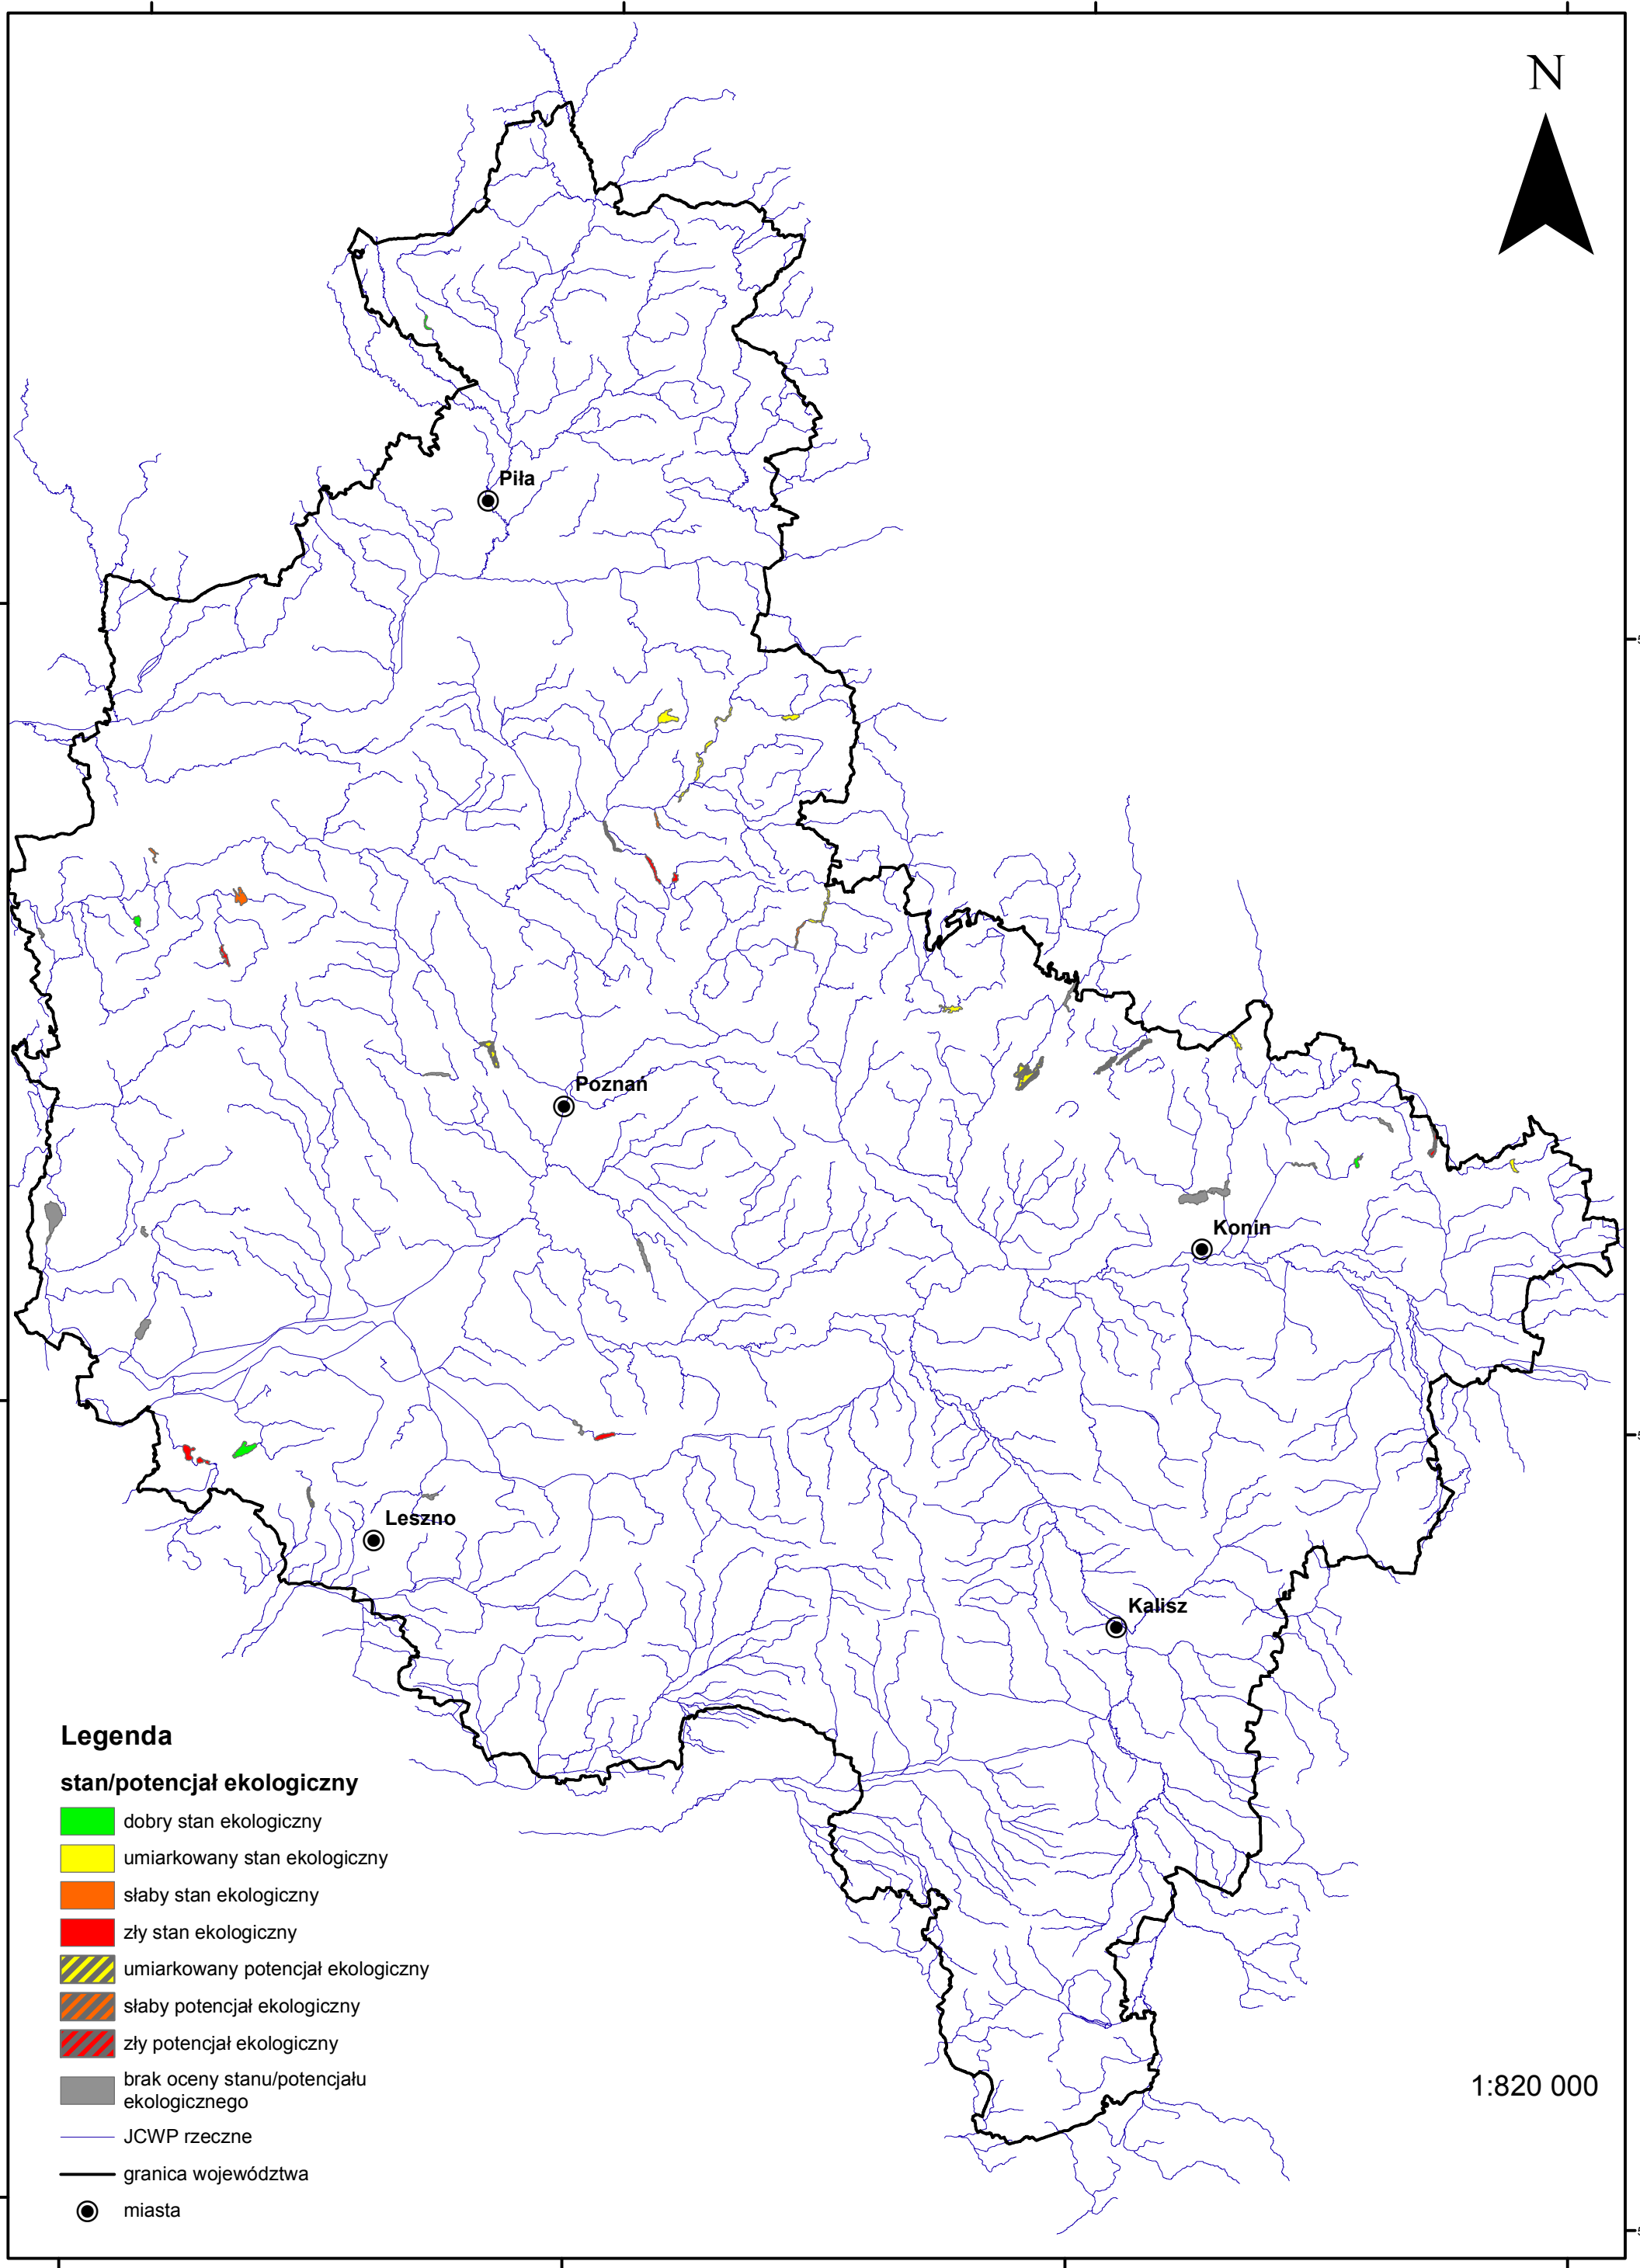 N
Piła
Poznań
Konin
Leszno
Kalisz
Legenda
stan/potencjał ekologiczny
dobry stan ekologiczny
umiarkowany stan ekologiczny
słaby stan ekologiczny
zły stan ekologiczny
umiarkowany potencjał ekologiczny
słaby potencjał ekologiczny
zły potencjał ekologiczny
brak oceny stanu/potencjału
ekologicznego
JCWP rzeczne
granica województwa
miasta
1:820 000